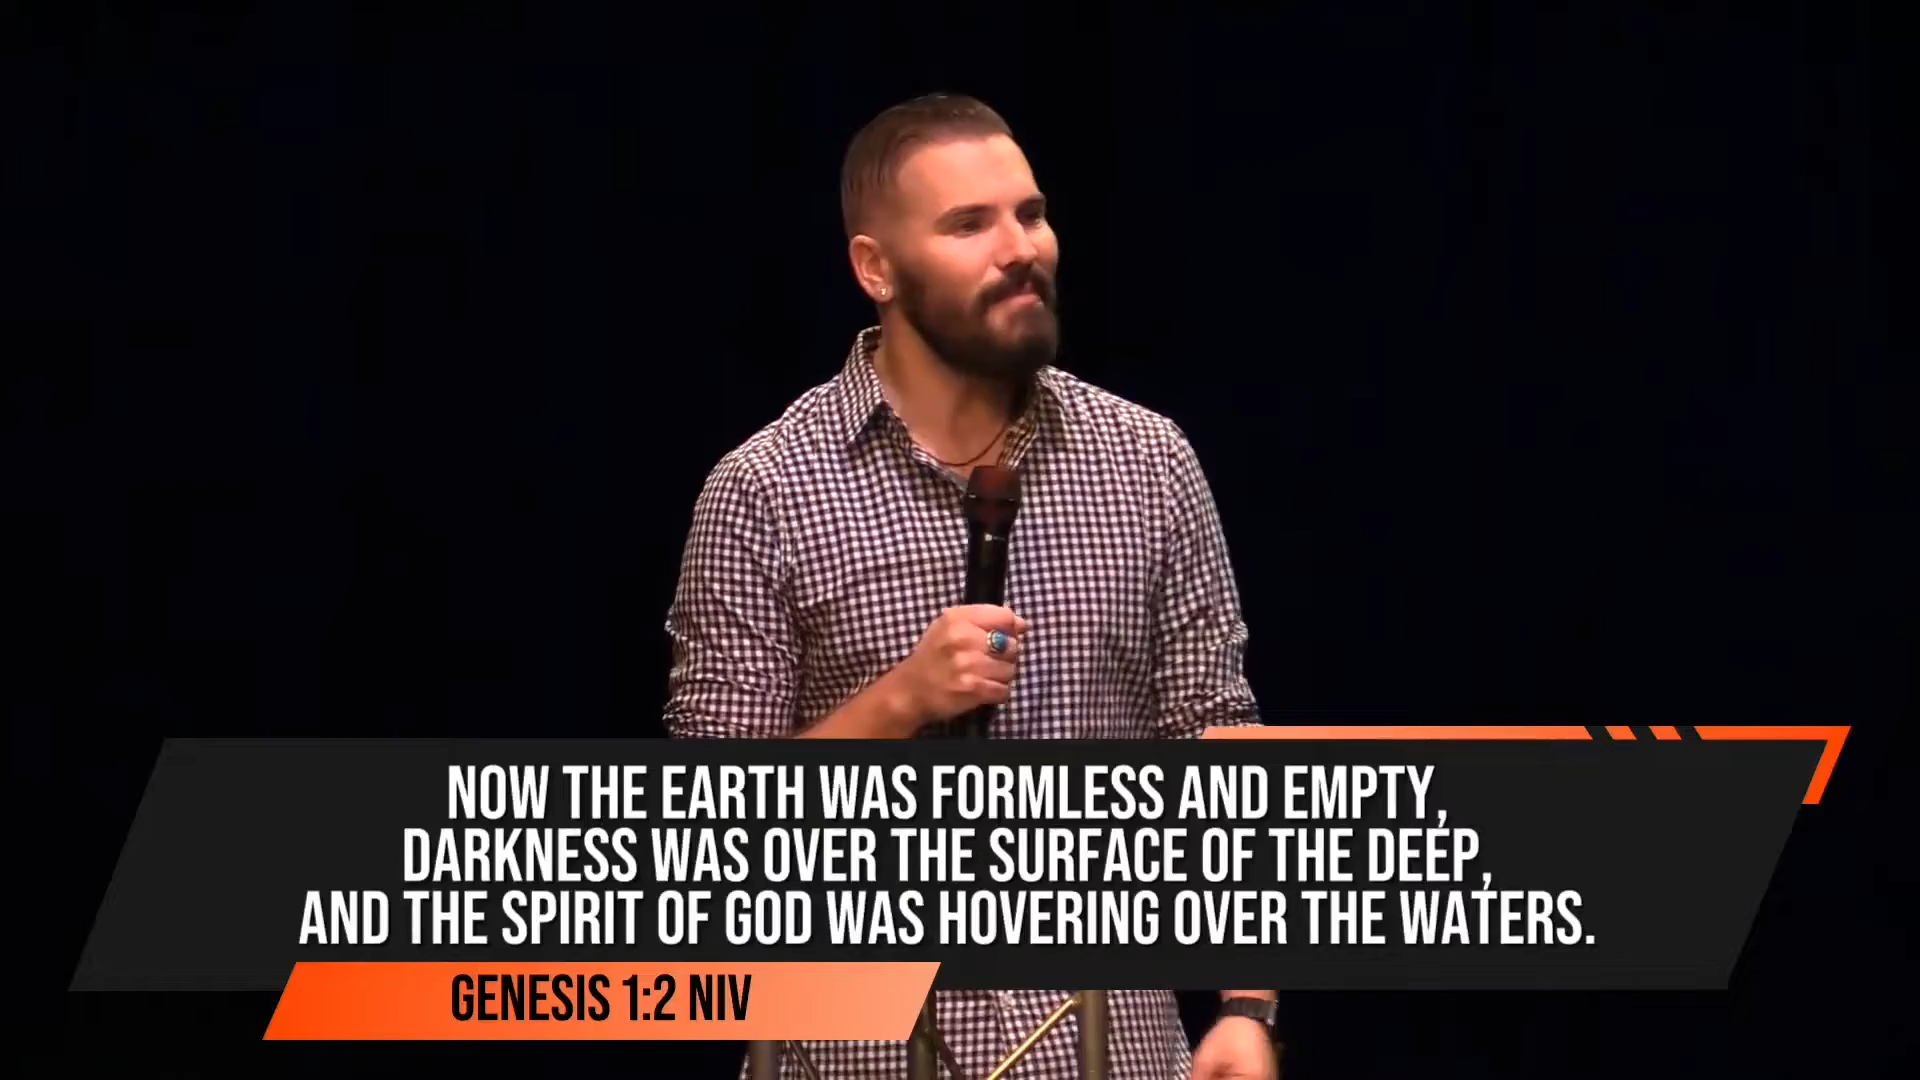 NOW THE EARTH WAS FORMLESS AND EMPTY,
DARKNESS WAS OVER THE SURFACE OF THE DEEP,
AND THE SPIRIT OF GOD WAS HOVERING OVER THE WATERS.
GENESIS 1:2 NIV